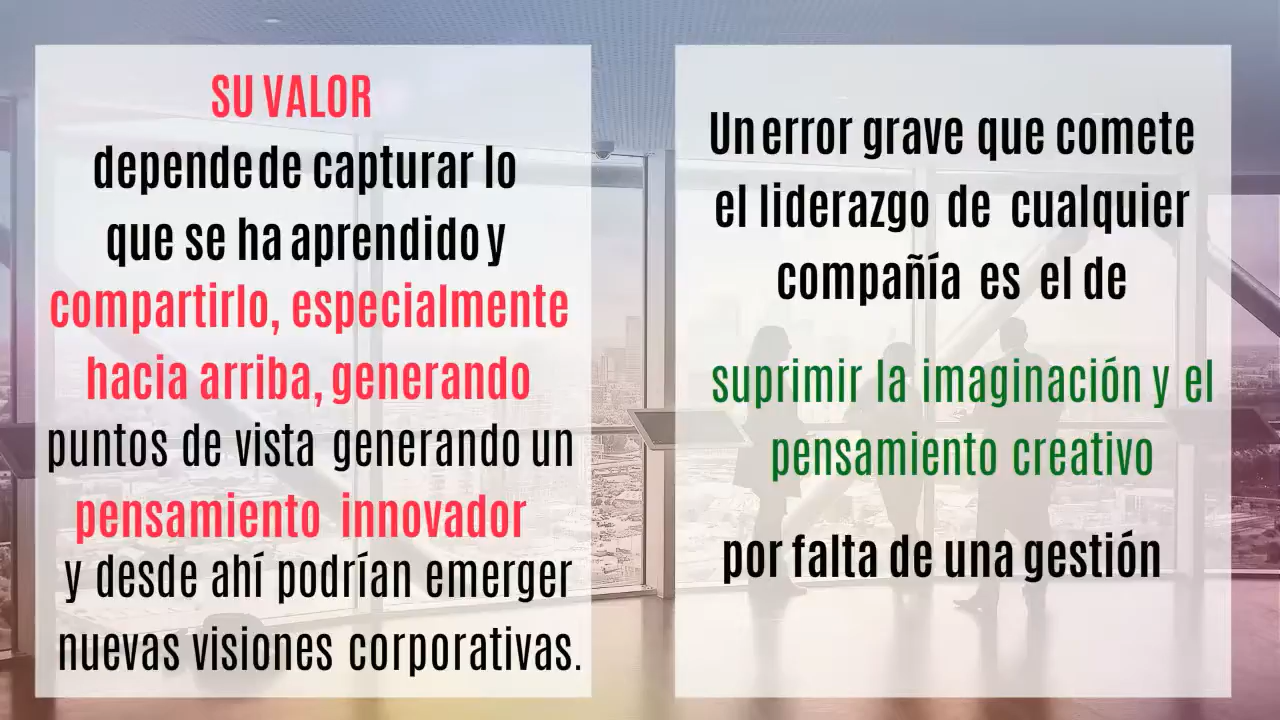 SU VALOR
depende de capturar lo
que se ha aprendido y
compartirlo, especialmente
hacia arriba, generando
puntos de vista generando un
pensamiento innovador
y desde ahí podrían emerger
nuevas visiones corporativas.
Un error grave que comete
el liderazgo de cualquier
compañía es el de
suprimir la imaginación y el
pensamiento creativo
por falta de una gestión